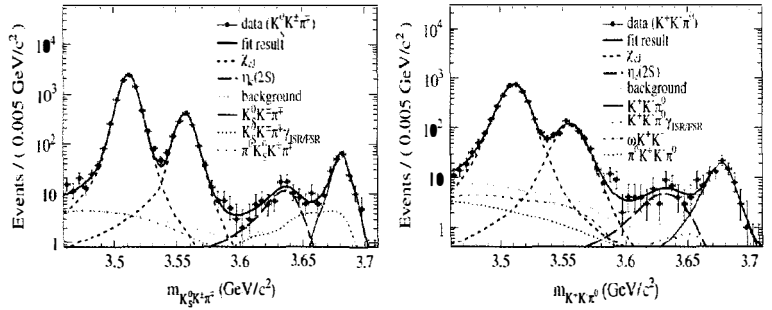 Events / ( 0.005 GeV/c² )
10⁴
10³
10²
10
1
data (K⁰K±π∓)
fit result
χcJ
ηc(2S)
background
K⁰SK±π∓
K⁰SK±π∓γISR/FSR
π⁰K⁰SK±π∓
3.5
3.55
3.6
3.65
3.7
mK⁰SK±π∓ (GeV/c²)
Events / ( 0.005 GeV/c² )
10⁴
10³
10²
10
1
data (K⁺K⁻π⁰)
fit result
χcJ
ηc(2S)
background
K⁺K⁻π⁰
K⁺K⁻π⁰γISR/FSR
ωK⁺K⁻
π⁰K⁺K⁻π⁰
3.5
3.55
3.6
3.65
3.7
mK⁺K⁻π⁰ (GeV/c²)